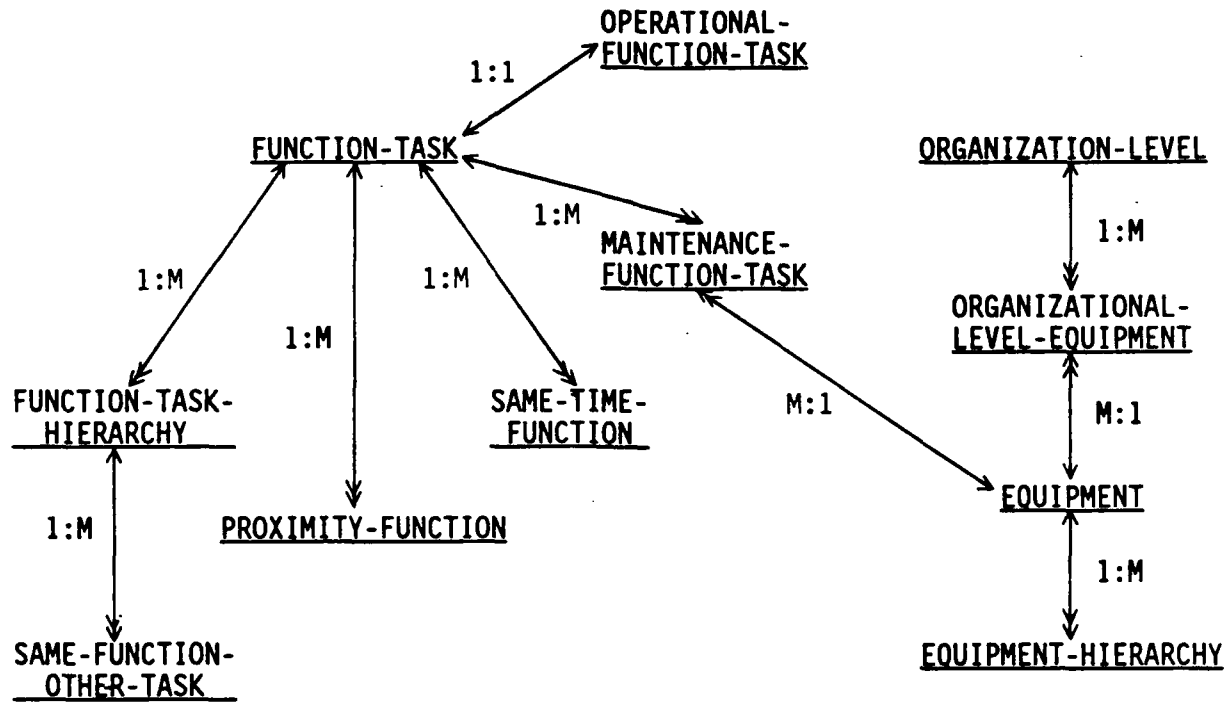 OPERATIONAL-
FUNCTION-TASK
1:1
FUNCTION-TASK
ORGANIZATION-LEVEL
1:M
MAINTENANCE-
FUNCTION-TASK
1:M
1:M
1:M
1:M
ORGANIZATIONAL-
LEVEL-EQUIPMENT
FUNCTION-TASK-
HIERARCHY
SAME-TIME-
FUNCTION
M:1
M:1
EQUIPMENT
PROXIMITY-FUNCTION
1:M
1:M
SAME-FUNCTION-
OTHER-TASK
EQUIPMENT-HIERARCHY